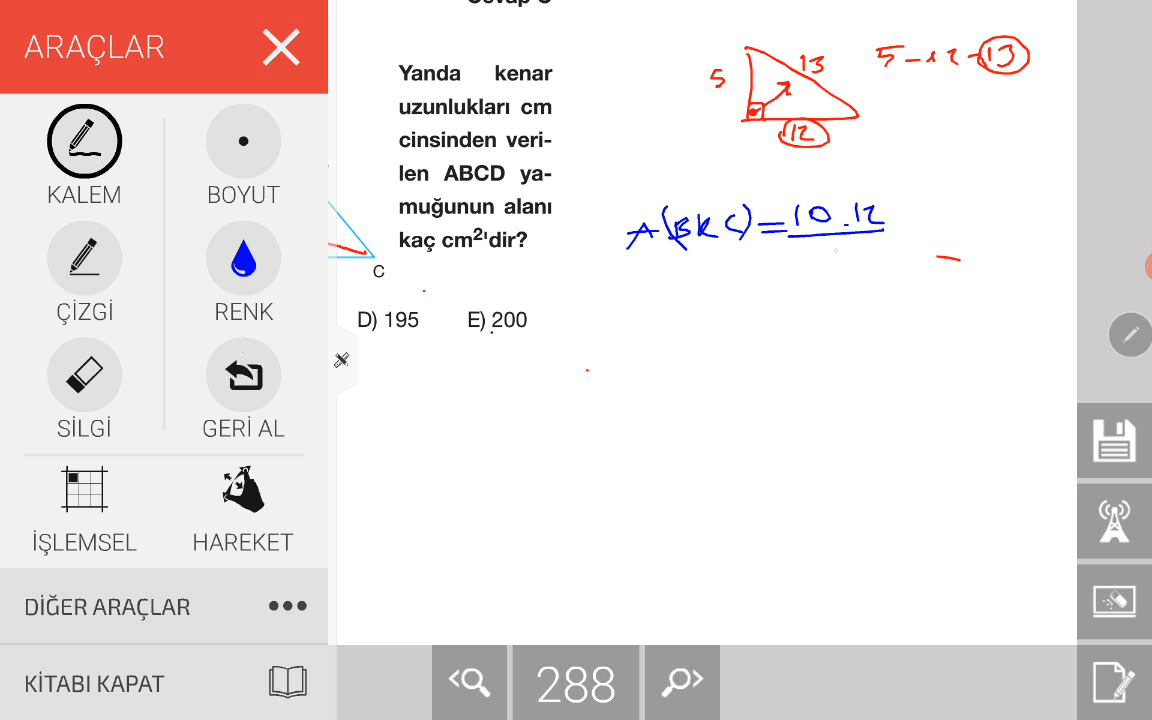 ARAÇLAR
KALEM
BOYUT
ÇİZGİ
RENK
SİLGİ
GERİ AL
İŞLEMSEL
HAREKET
DİĞER ARAÇLAR
KİTABI KAPAT
Yanda kenar
uzunlukları cm
cinsinden veri-
len ABCD ya-
muğunun alanı
kaç cm²'dir?
C
D) 195 E) 200
5
13
12
5-12-13
A(BKC)=10.12
288